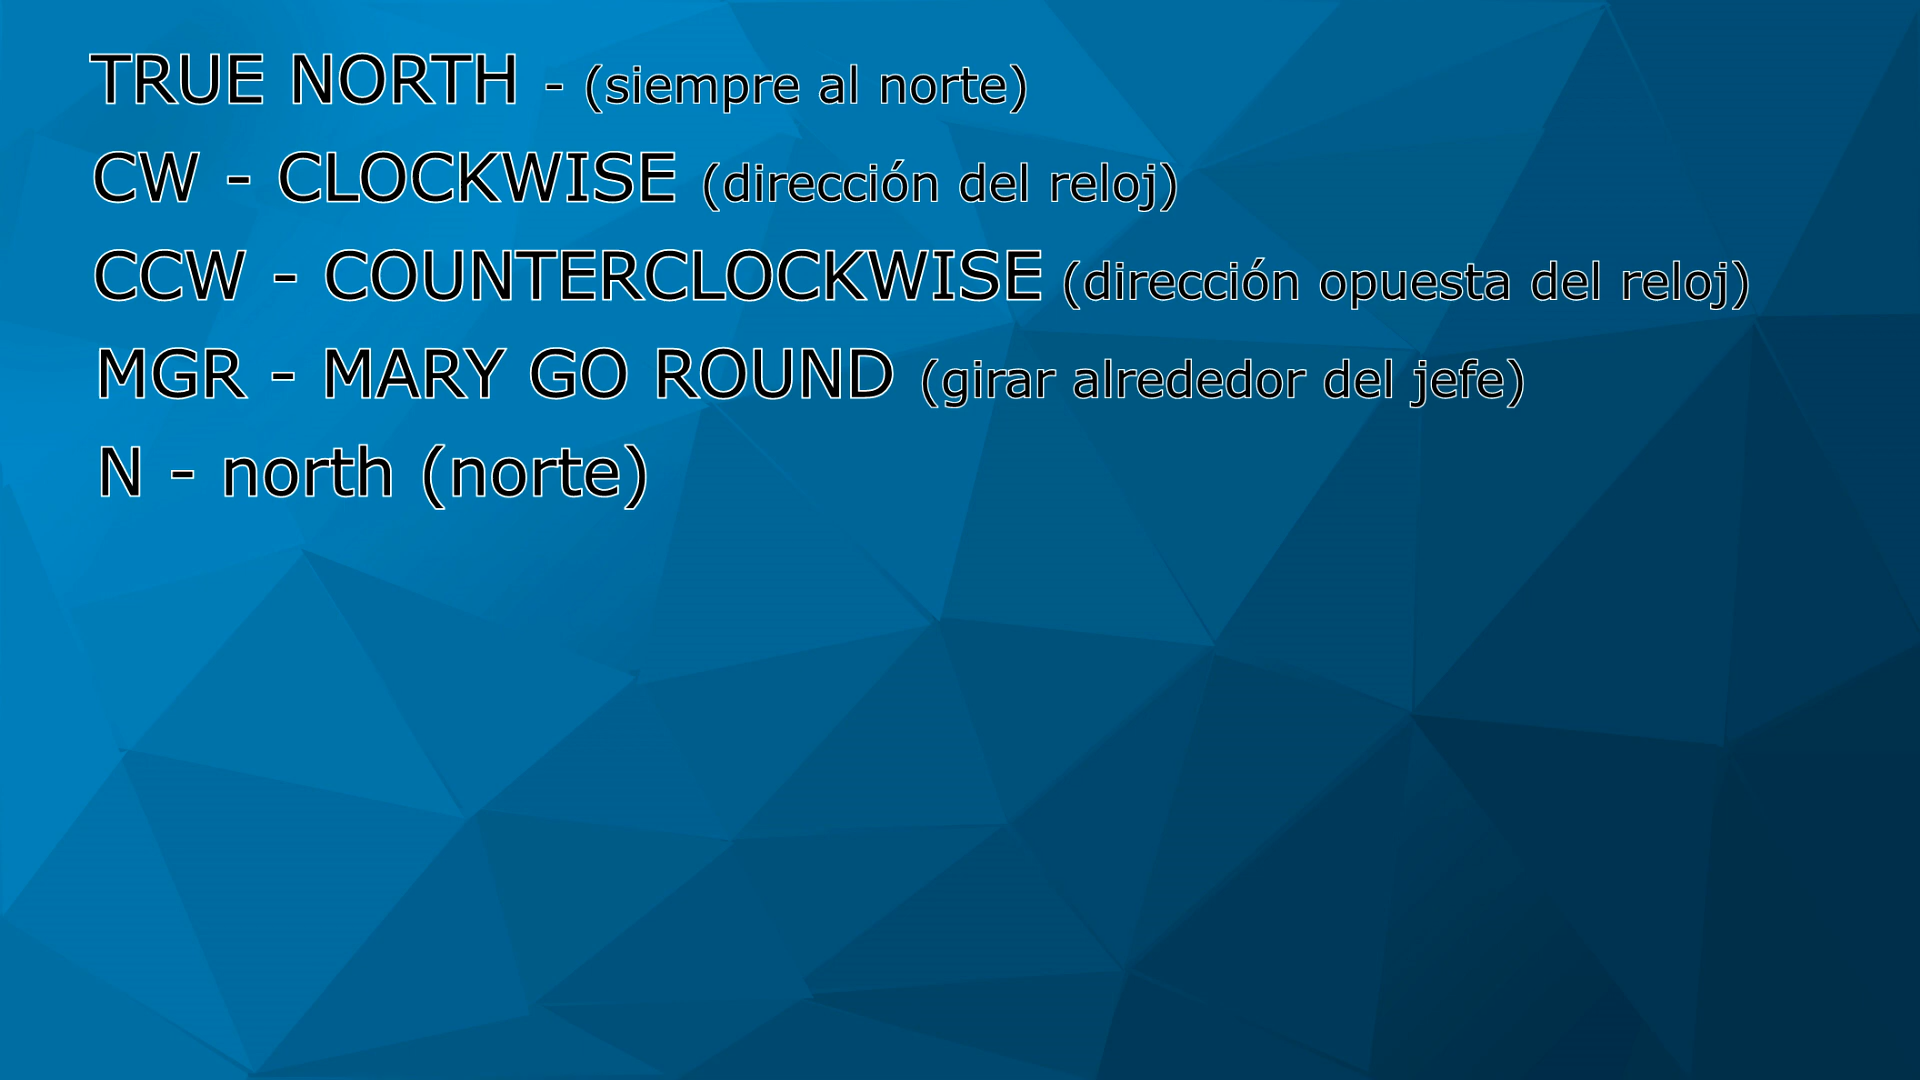 TRUE NORTH - (siempre al norte)
CW - CLOCKWISE (dirección del reloj)
CCW - COUNTERCLOCKWISE (dirección opuesta del reloj)
MGR - MARY GO ROUND (girar alrededor del jefe)
N - north (norte)